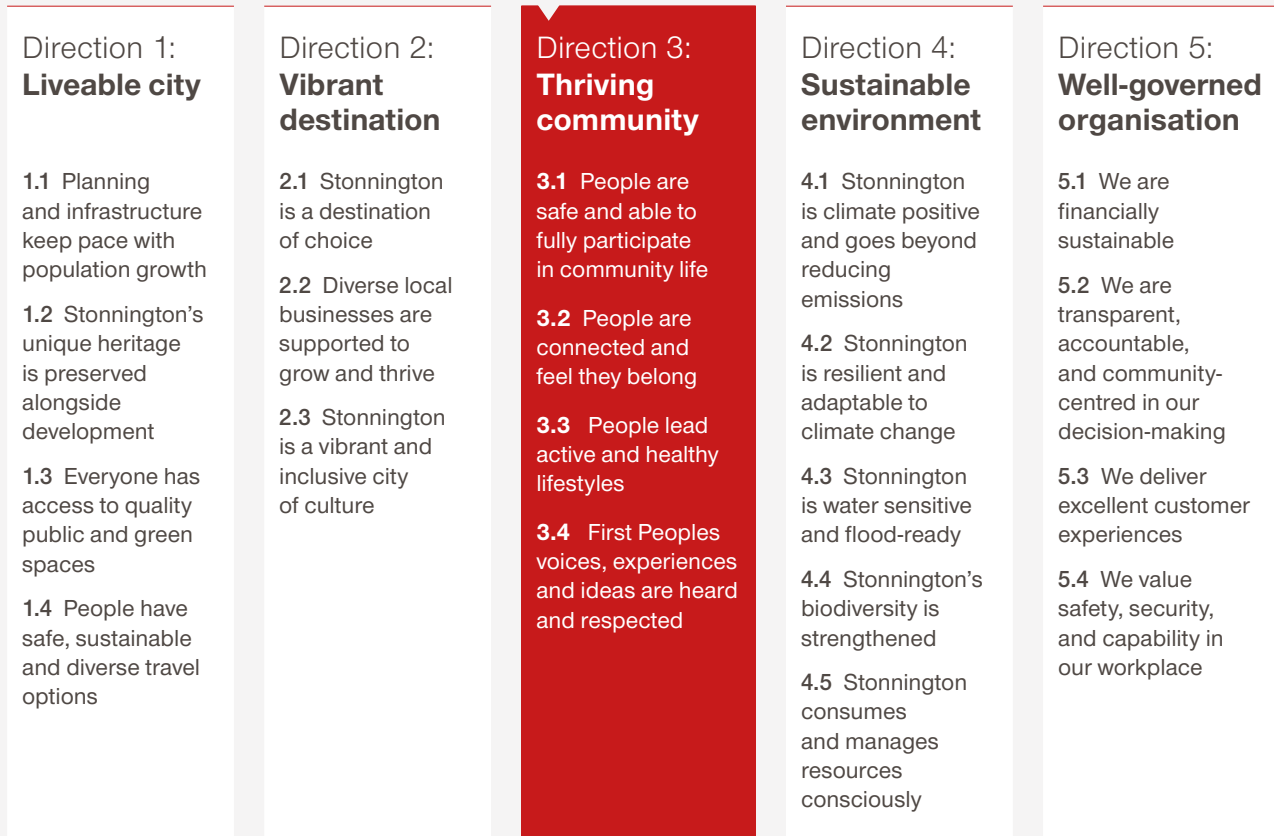 Direction 1:
Liveable city
1.1 Planning
and infrastructure
keep pace with
population growth
1.2 Stonnington's
unique heritage
is preserved
alongside
development
1.3 Everyone has
access to quality
public and green
spaces
1.4 People have
safe, sustainable
and diverse travel
options
Direction 2:
Vibrant
destination
2.1 Stonnington
is a destination
of choice
2.2 Diverse local
businesses are
supported to
grow and thrive
2.3 Stonnington
is a vibrant and
inclusive city
of culture
Direction 3:
Thriving
community
3.1 People are
safe and able to
fully participate
in community life
3.2 People are
connected and
feel they belong
3.3 People lead
active and healthy
lifestyles
3.4 First Peoples
voices, experiences
and ideas are heard
and respected
Direction 4:
Sustainable
environment
4.1 Stonnington
is climate positive
and goes beyond
reducing
emissions
4.2 Stonnington
is resilient and
adaptable to
climate change
4.3 Stonnington
is water sensitive
and flood-ready
4.4 Stonnington's
biodiversity is
strengthened
4.5 Stonnington
consumes
and manages
resources
consciously
Direction 5:
Well-governed
organisation
5.1 We are
financially
sustainable
5.2 We are
transparent,
accountable,
and community-
centred in our
decision-making
5.3 We deliver
excellent customer
experiences
5.4 We value
safety, security,
and capability in
our workplace